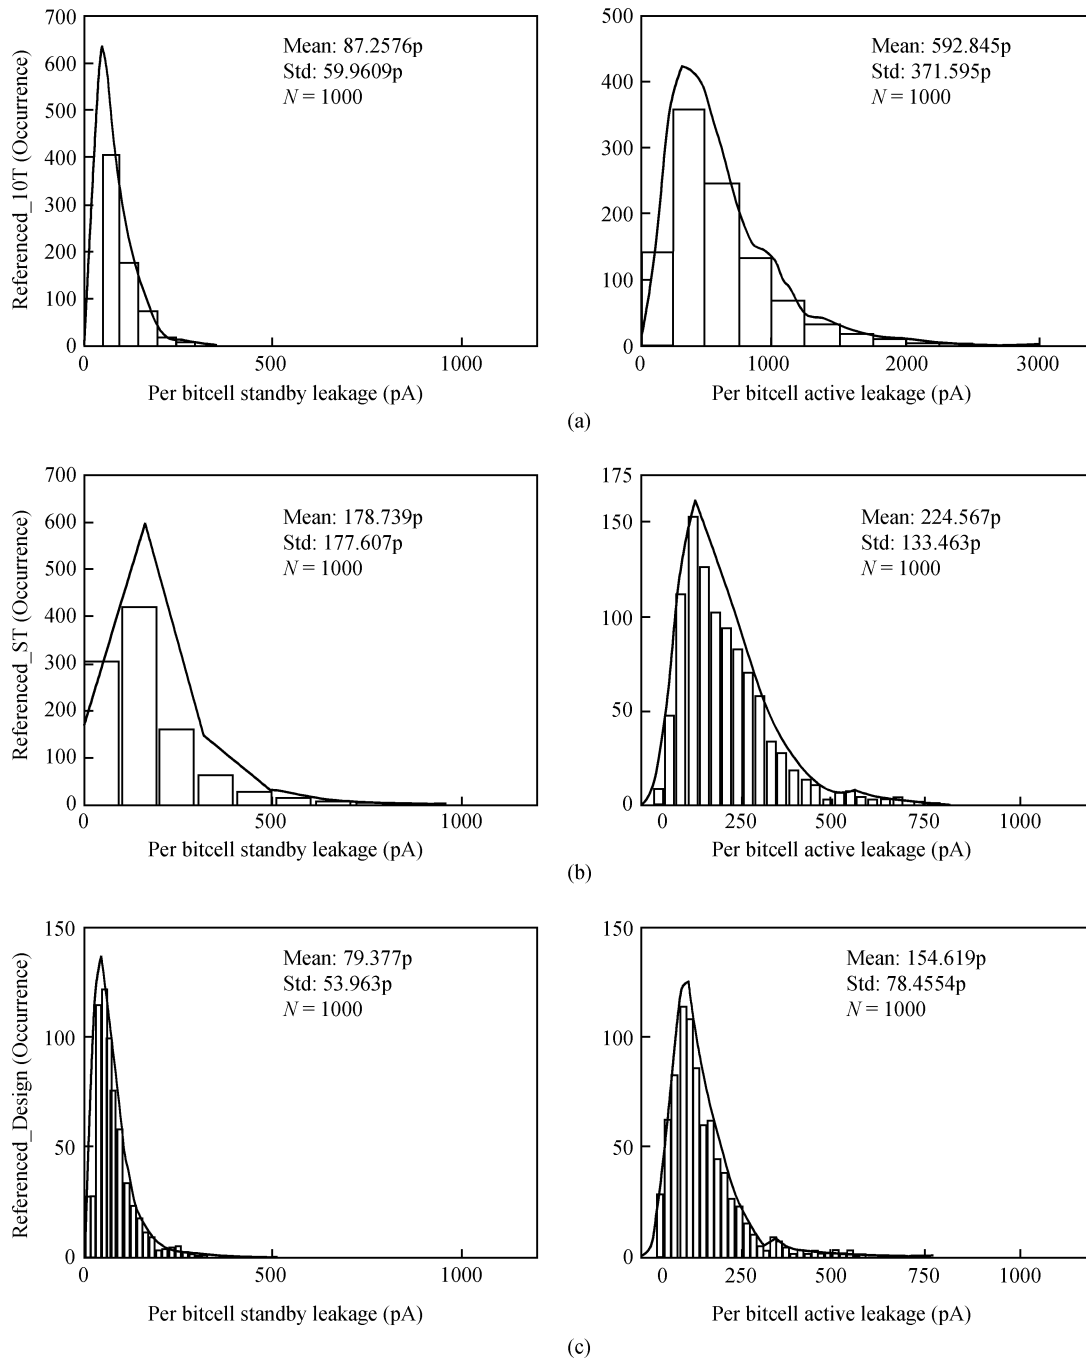 Referenced_10T (Occurrence)
700
600
500
400
300
200
100
0
0
500
1000
Mean: 87.2576p
Std: 59.9609p
N = 1000
Per bitcell standby leakage (pA)
500
400
300
200
100
0
0
1000
2000
3000
Mean: 592.845p
Std: 371.595p
N = 1000
Per bitcell active leakage (pA)
(a)
Referenced_ST (Occurrence)
700
600
500
400
300
200
100
0
0
500
1000
Mean: 178.739p
Std: 177.607p
N = 1000
Per bitcell standby leakage (pA)
175
150
100
50
0
0
250
500
750
1000
Mean: 224.567p
Std: 133.463p
N = 1000
Per bitcell active leakage (pA)
(b)
Referenced_Design (Occurrence)
150
100
50
0
0
500
1000
Mean: 79.377p
Std: 53.963p
N = 1000
Per bitcell standby leakage (pA)
150
100
50
0
0
250
500
750
1000
Mean: 154.619p
Std: 78.4554p
N = 1000
Per bitcell active leakage (pA)
(c)